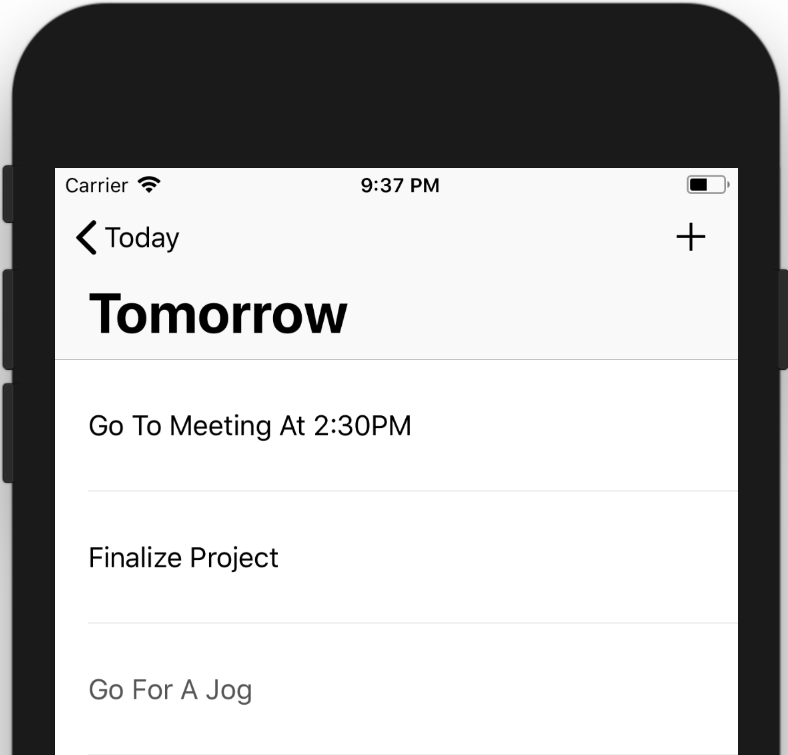 Carrier 9:37 PM
Today
Tomorrow
Go To Meeting At 2:30PM
Finalize Project
Go For A Jog